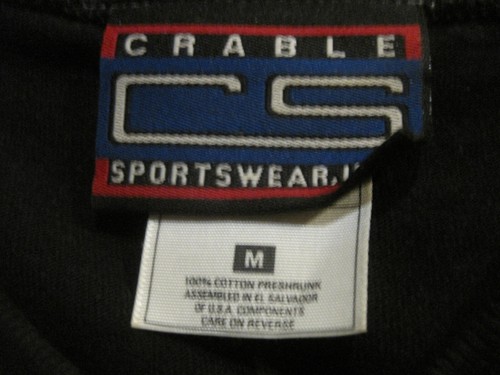 CRABLE
CS
SPORTSWEAR,
M
100% COTTON PRESHRUNK
ASSEMBLED IN EL SALVADOR
OF U.S.A. COMPONENTS
CARE ON REVERSE